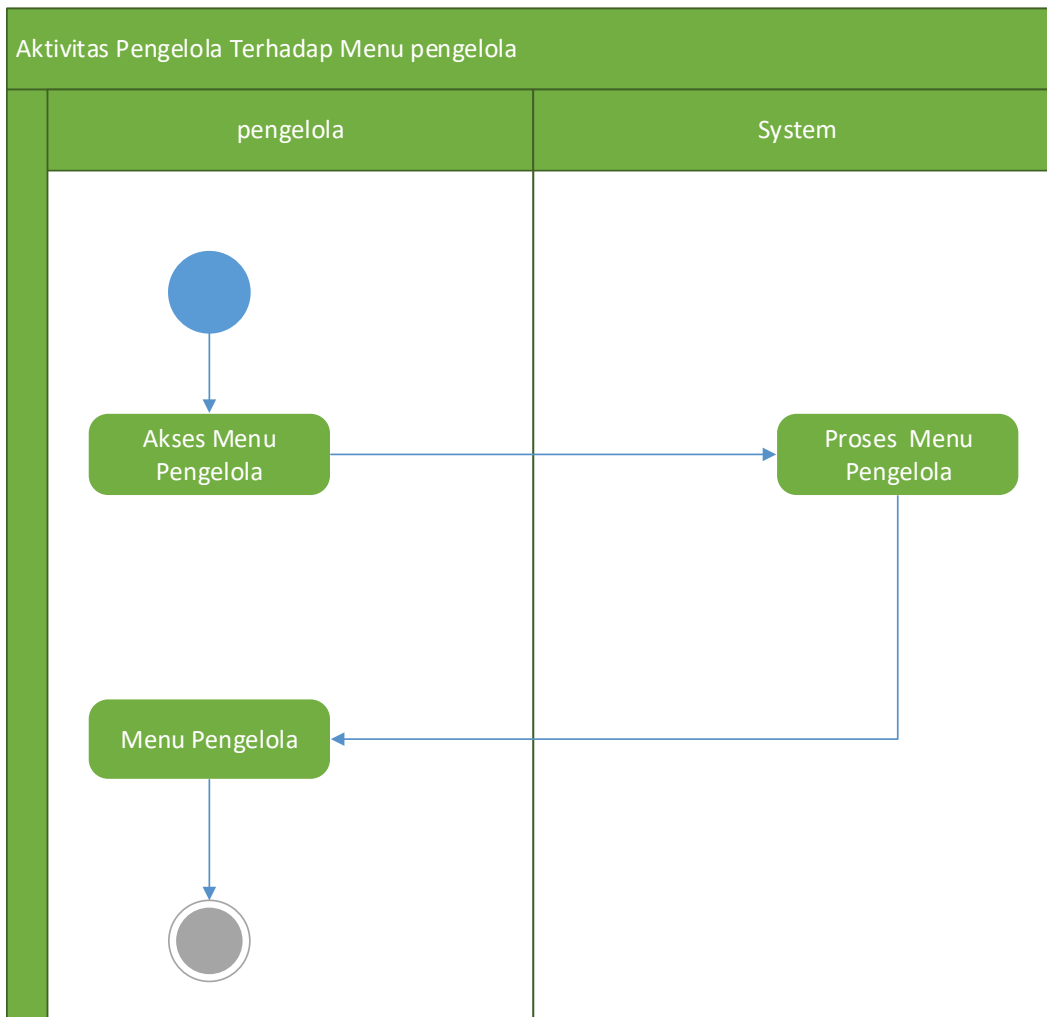 Aktivitas Pengelola Terhadap Menu pengelola
pengelola
System
Akses Menu
Pengelola
Proses  Menu
Pengelola
Menu Pengelola